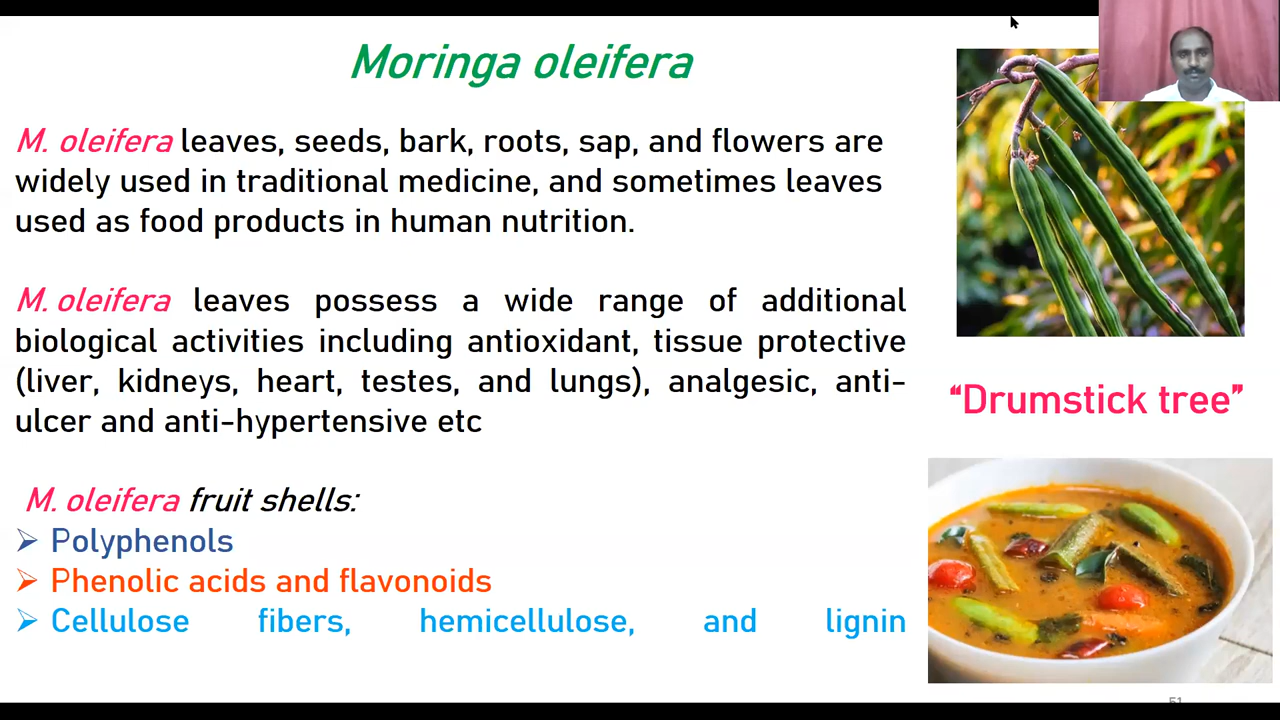 Moringa oleifera
M. oleifera leaves, seeds, bark, roots, sap, and flowers are
widely used in traditional medicine, and sometimes leaves
used as food products in human nutrition.
M. oleifera leaves possess a wide range of additional
biological activities including antioxidant, tissue protective
(liver, kidneys, heart, testes, and lungs), analgesic, anti-
ulcer and anti-hypertensive etc
M. oleifera fruit shells:
➢ Polyphenols
➢ Phenolic acids and flavonoids
➢ Cellulose fibers, hemicellulose, and lignin
“Drumstick tree”